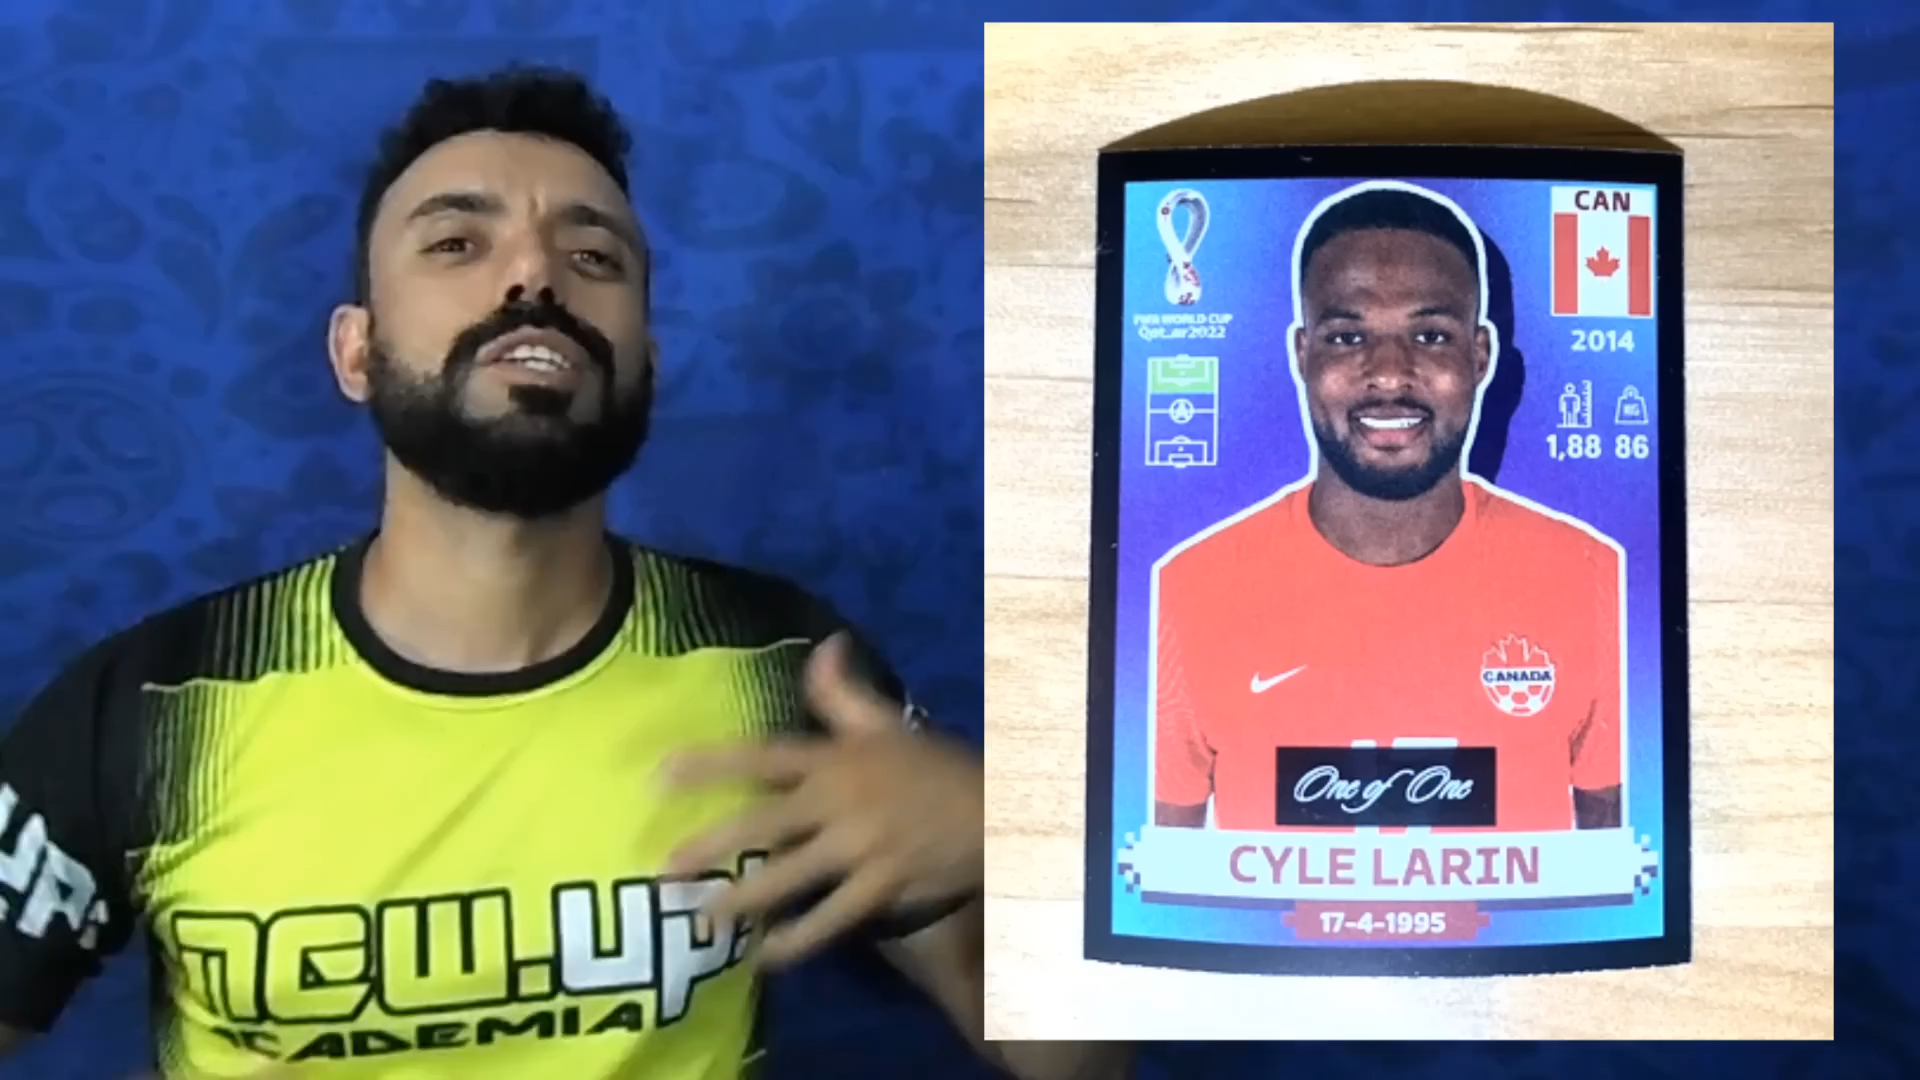 new.up!
ACADEMIA
FIFA WORLD CUP
Qatar2022
CAN
2014
KG
1,88 86
CANADA
One of One
CYLE LARIN
17-4-1995